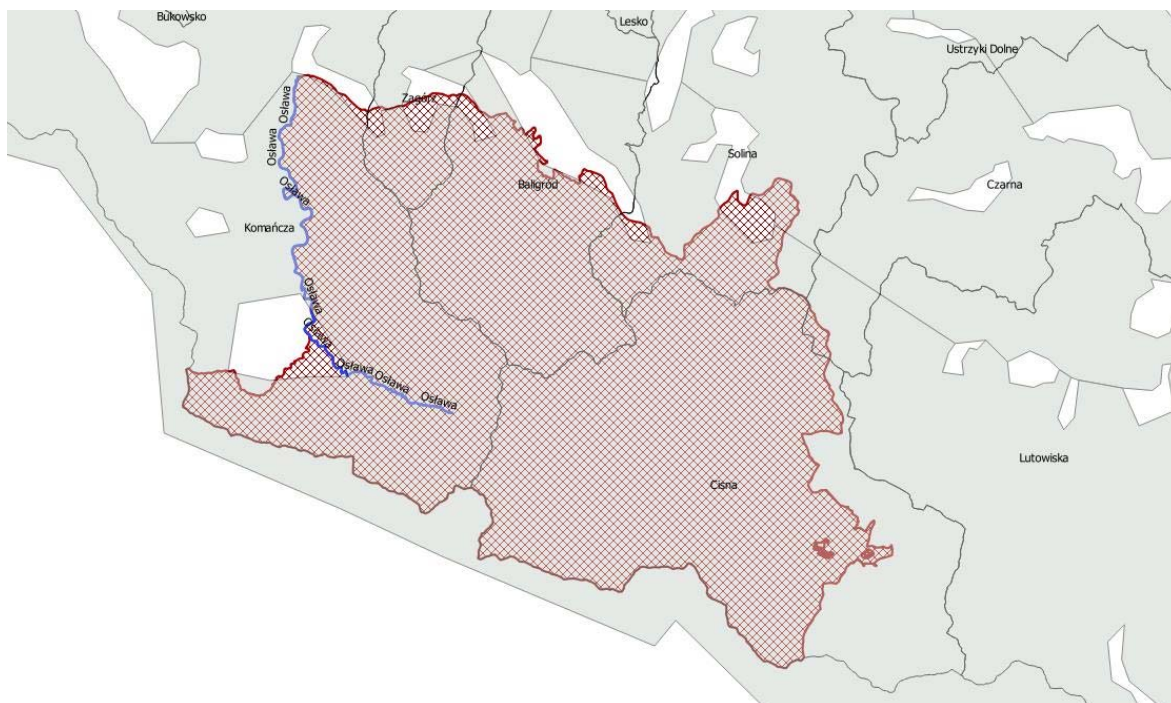 Bukowsko
Lesko
Ustrzyki Dolne
Zagórz
Osława
Osława
Solina
Baligród
Czarna
Osława
Komańcza
Osława
Osława
Osława
Osława
Osława
Lutowiska
Cisna